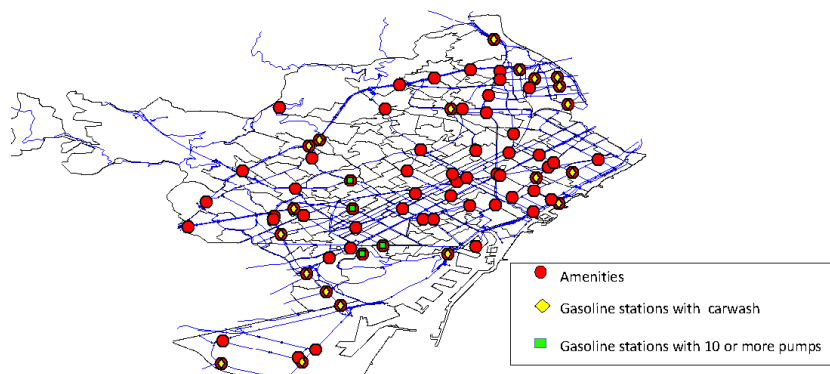 Amenities
Gasoline stations with carwash
Gasoline stations with 10 or more pumps